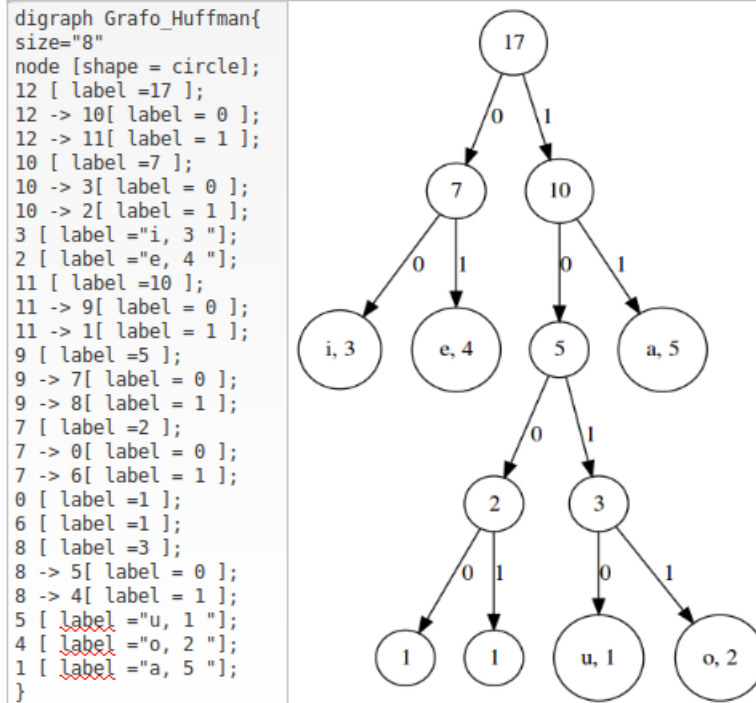 digraph Grafo_Huffman{
size="8"
node [shape = circle];
12 [ label =17 ];
12 -> 10[ label = 0 ];
12 -> 11[ label = 1 ];
10 [ label =7 ];
10 -> 3[ label = 0 ];
10 -> 2[ label = 1 ];
3 [ label ="i, 3 "];
2 [ label ="e, 4 "];
11 [ label =10 ];
11 -> 9[ label = 0 ];
11 -> 1[ label = 1 ];
9 [ label =5 ];
9 -> 7[ label = 0 ];
9 -> 8[ label = 1 ];
7 [ label =2 ];
7 -> 0[ label = 0 ];
7 -> 6[ label = 1 ];
0 [ label =1 ];
6 [ label =1 ];
8 [ label =3 ];
8 -> 5[ label = 0 ];
8 -> 4[ label = 1 ];
5 [ label ="u, 1 "];
4 [ label ="o, 2 "];
1 [ label ="a, 5 "];
}
17
0 1
7 10
0 1 0 1
i, 3 e, 4 5 a, 5
0 1
2 3
0 1 0 1
1 1 u, 1 o, 2